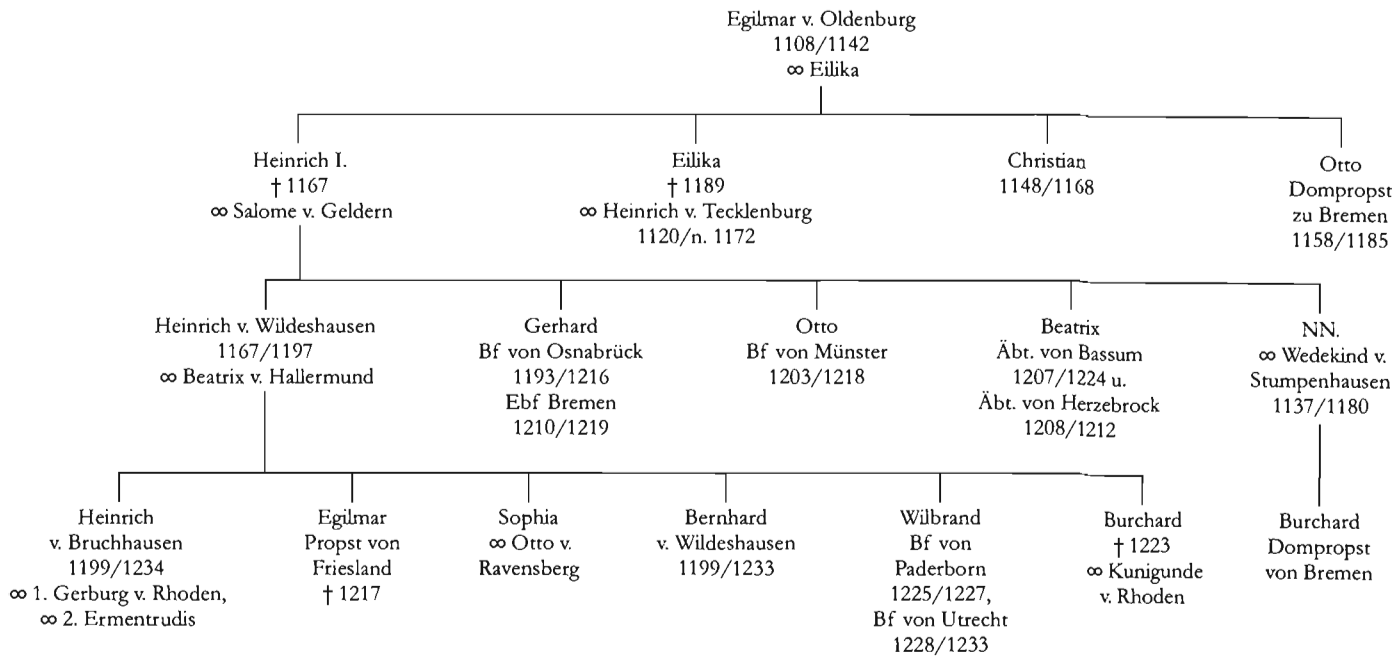 Egilmar v. Oldenburg
1108/1142
∞ Eilika
Heinrich I.
† 1167
∞ Salome v. Geldern
Eilika
† 1189
∞ Heinrich v. Tecklenburg
1120/n. 1172
Christian
1148/1168
Otto
Dompropst
zu Bremen
1158/1185
Heinrich v. Wildeshausen
1167/1197
∞ Beatrix v. Hallermund
Gerhard
Bf von Osnabrück
1193/1216
Ebf Bremen
1210/1219
Otto
Bf von Münster
1203/1218
Beatrix
Äbt. von Bassum
1207/1224 u.
Äbt. von Herzebrock
1208/1212
NN.
∞ Wedekind v.
Stumpenhausen
1137/1180
Heinrich
v. Bruchhausen
1199/1234
∞ 1. Gerburg v. Rhoden,
∞ 2. Ermentrudis
Egilmar
Propst von
Friesland
† 1217
Sophia
∞ Otto v.
Ravensberg
Bernhard
v. Wildeshausen
1199/1233
Wilbrand
Bf von
Paderborn
1225/1227,
Bf von Utrecht
1228/1233
Burchard
† 1223
∞ Kunigunde
v. Rhoden
Burchard
Dompropst
von Bremen